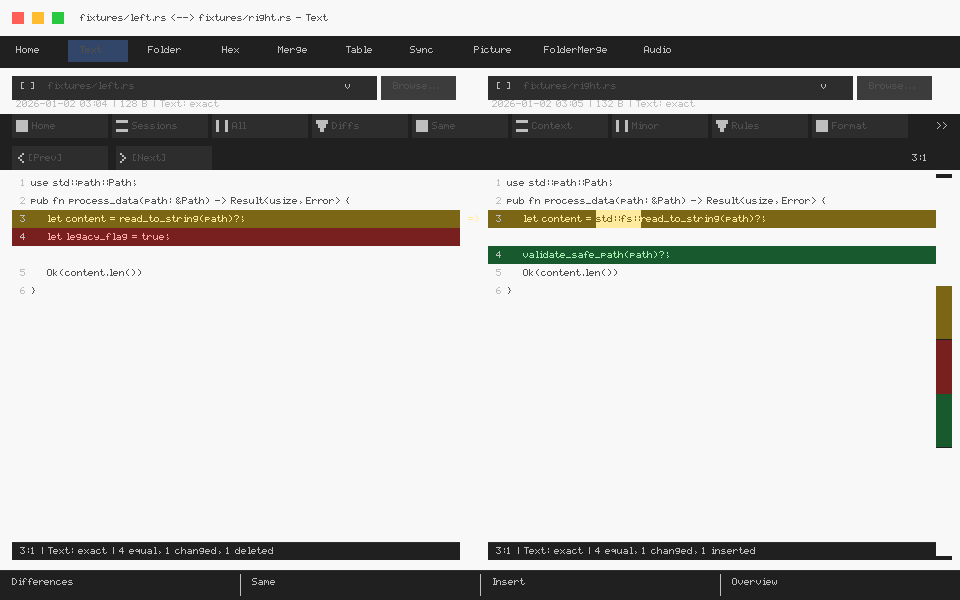 fixtures/left.rs <--> fixtures/right.rs - Text
Home Text Folder Hex Merge Table Sync Picture FolderMerge Audio
[ ] fixtures/left.rs v Browse... [ ] fixtures/right.rs v Browse...
2026-01-02 03:04 | 128 B | Text: exact 2026-01-02 03:05 | 132 B | Text: exact
Home Sessions All Diffs Same Context Minor Rules Format >>
[Prev] [Next] 3:1
1 use std::path::Path; 1 use std::path::Path;
2 pub fn process_data(path: &Path) -> Result<usize, Error> { 2 pub fn process_data(path: &Path) -> Result<usize, Error> {
3 let content = read_to_string(path)?; => 3 let content = std::fs::read_to_string(path)?;
4 let legacy_flag = true;
4 validate_safe_path(path)?;
5 Ok(content.len()) 5 Ok(content.len())
6 } 6 }
3:1 | Text: exact | 4 equal, 1 changed, 1 deleted 3:1 | Text: exact | 4 equal, 1 changed, 1 inserted
Differences Same Insert Overview